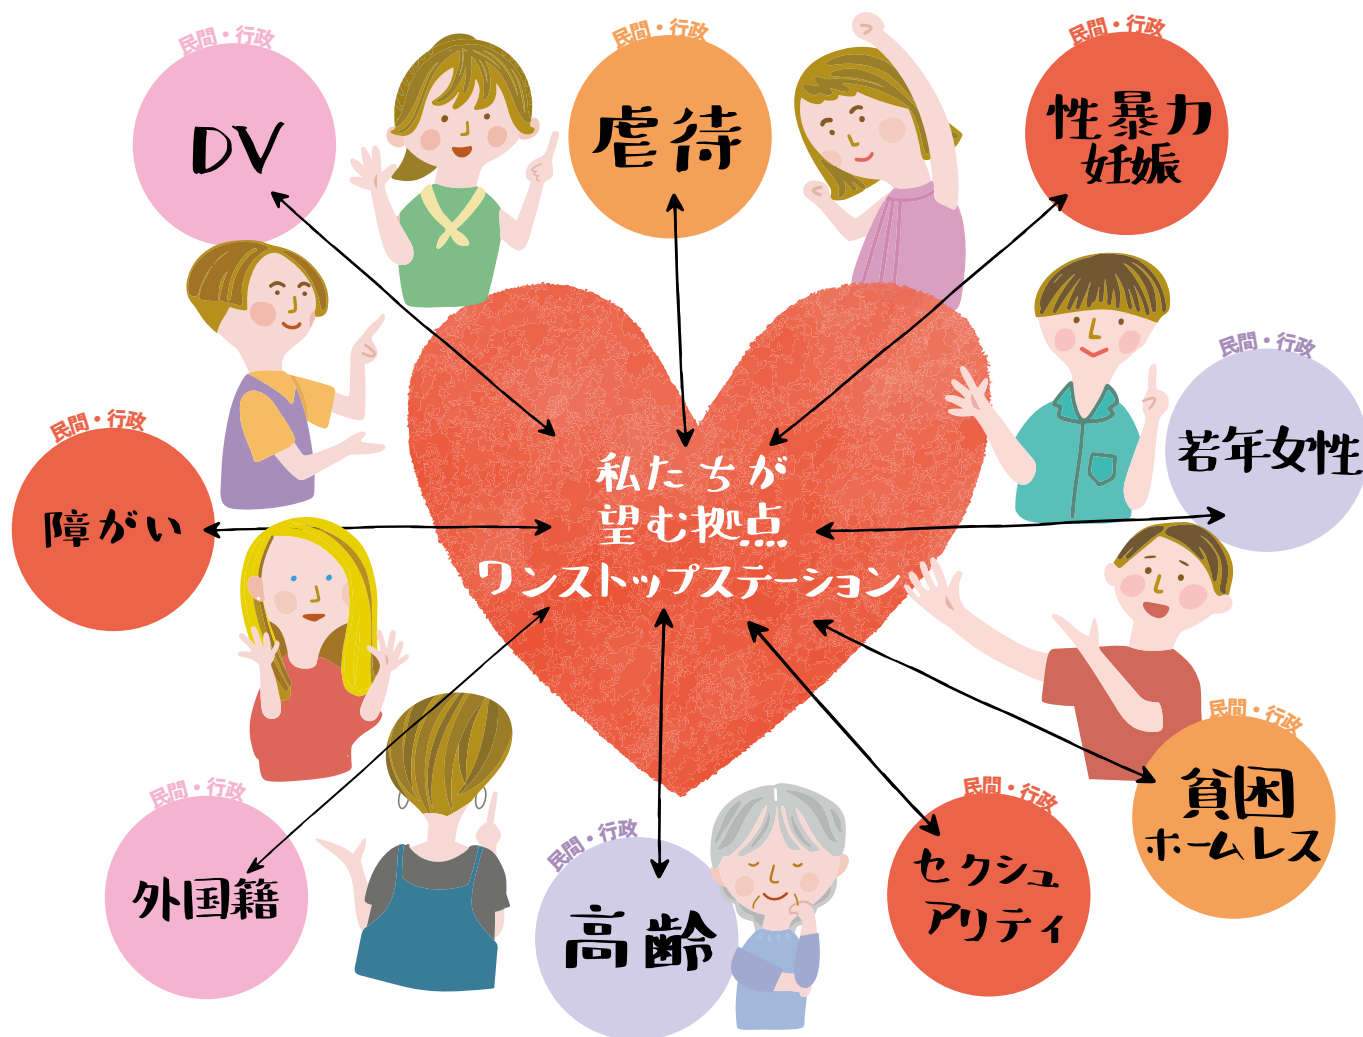 民間・行政
DV
民間・行政
虐待
民間・行政
性暴力
妊娠
民間・行政
若年女性
民間・行政
障がい
私たちが
望む拠点
ワンストップステーション
民間・行政
貧困
ホームレス
民間・行政
外国籍
民間・行政
高齢
民間・行政
セクシュ
アリティ